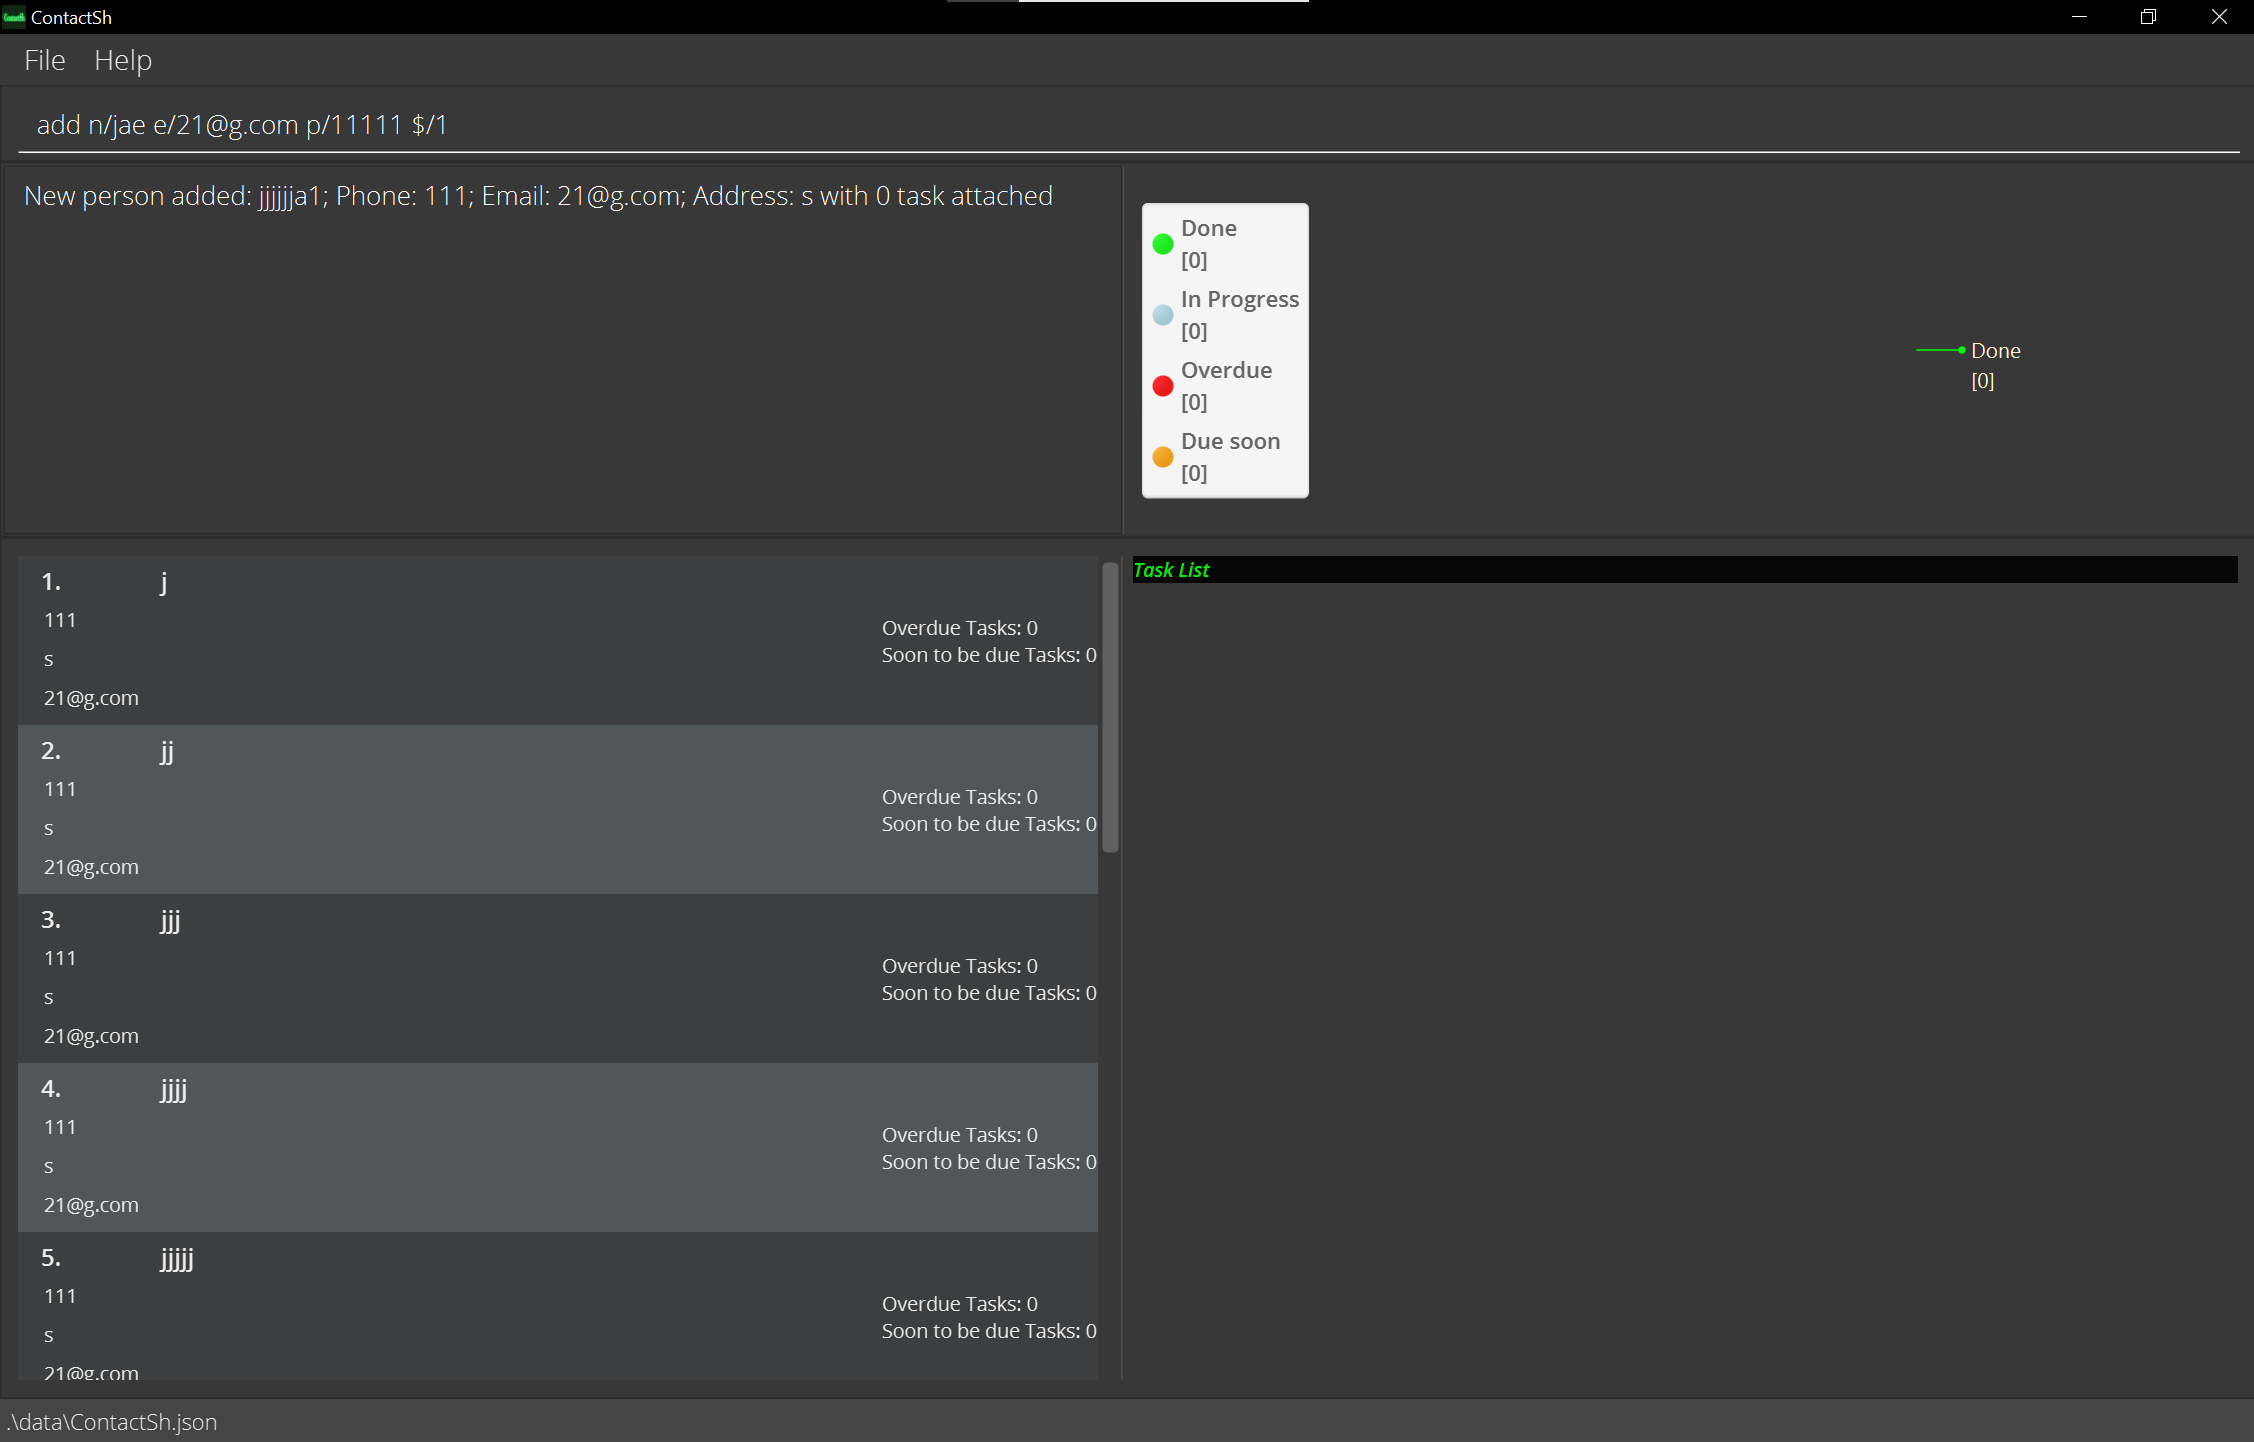 ContactSh
File Help
add n/jae e/21@g.com p/11111 $/1
New person added: jjjjjja1; Phone: 111; Email: 21@g.com; Address: s with 0 task attached
Done
[0]
In Progress
[0]
Overdue
[0]
Due soon
[0]
Done
[0]
1. j
111
s
21@g.com
Overdue Tasks: 0
Soon to be due Tasks: 0
2. jj
111
s
21@g.com
Overdue Tasks: 0
Soon to be due Tasks: 0
3. jjj
111
s
21@g.com
Overdue Tasks: 0
Soon to be due Tasks: 0
4. jjjj
111
s
21@g.com
Overdue Tasks: 0
Soon to be due Tasks: 0
5. jjjjj
111
s
21@g.com
Overdue Tasks: 0
Soon to be due Tasks: 0
Task List
.\data\ContactSh.json